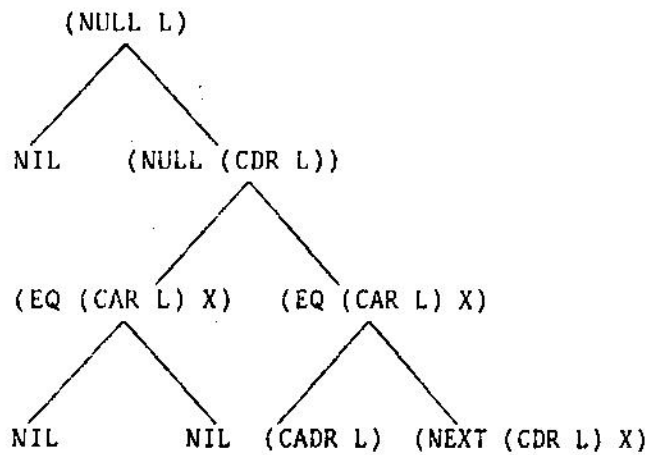 (NULL L)
NIL (NULL (CDR L))
(EQ (CAR L) X) (EQ (CAR L) X)
NIL NIL (CADR L) (NEXT (CDR L) X)